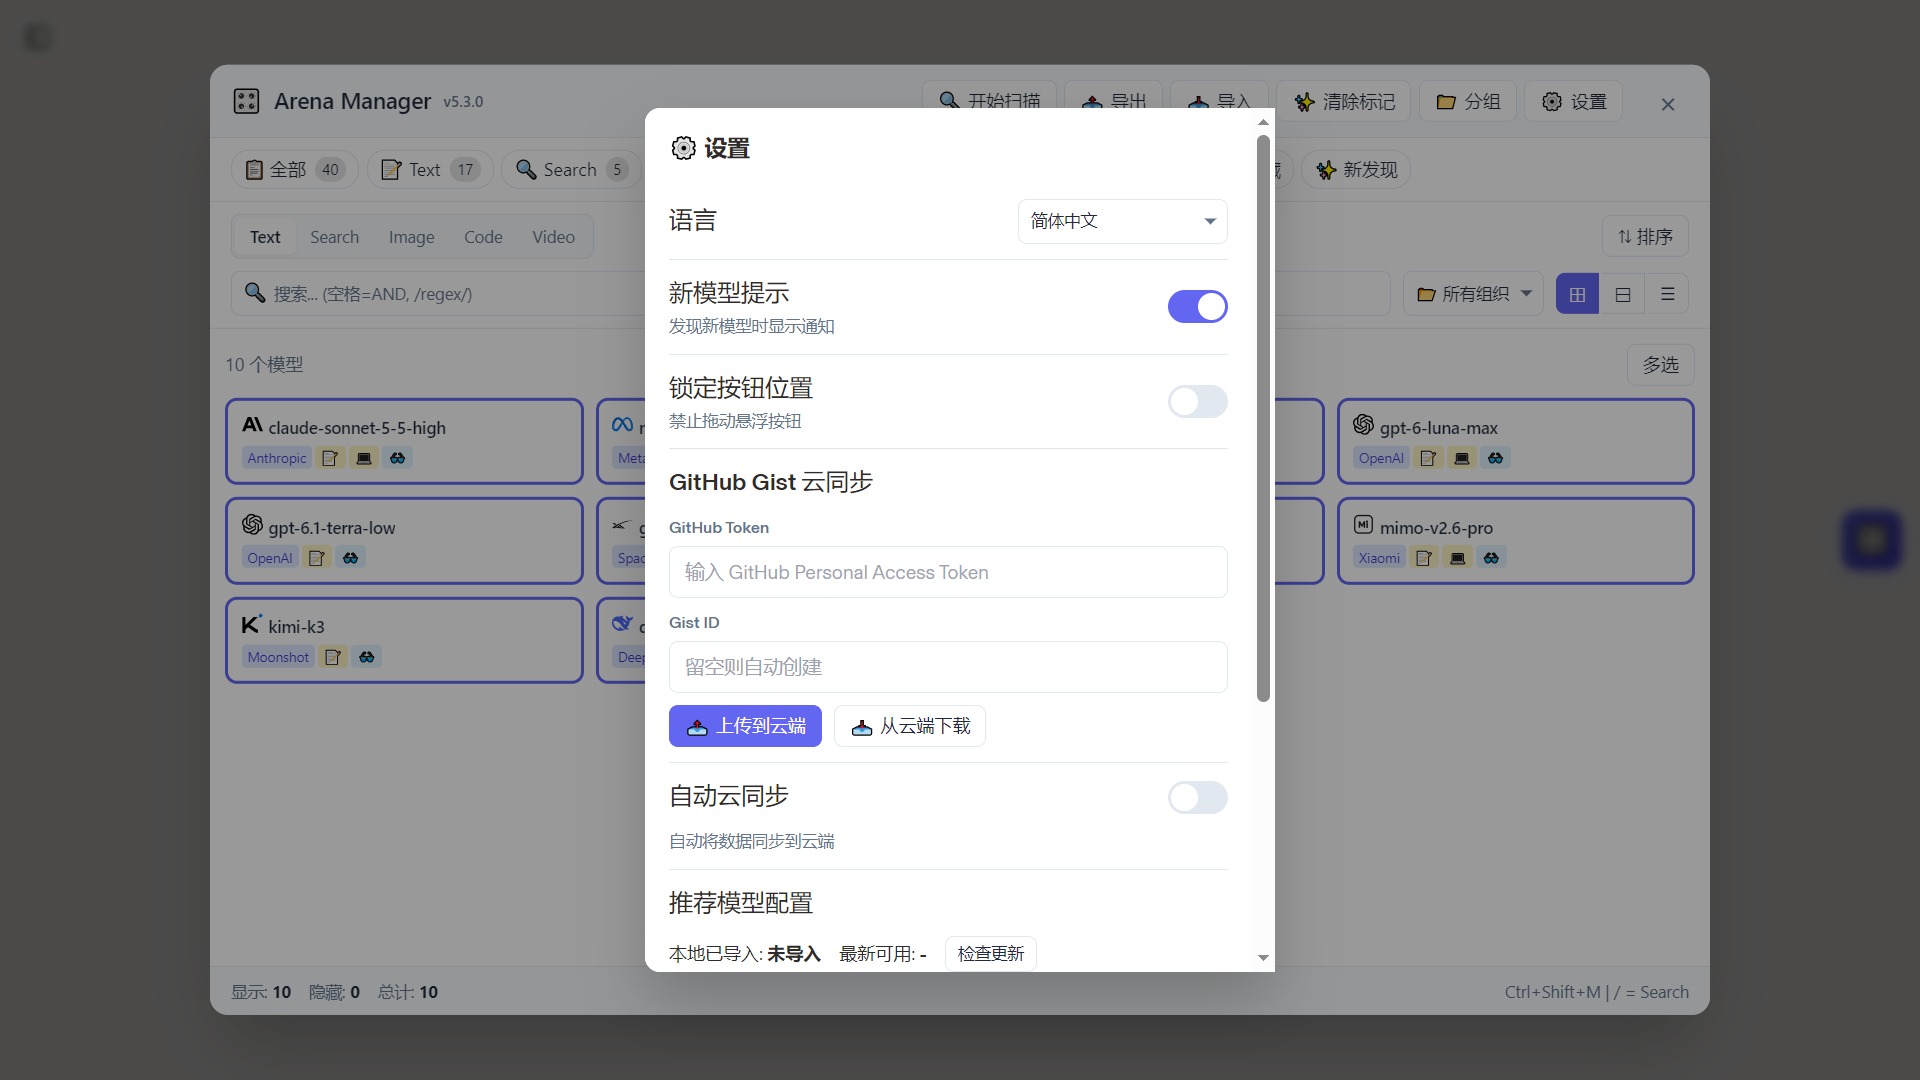 Arena Manager v5.3.0
开始扫描 导出 导入 清除标记 分组 设置
全部 40 Text 17 Search 5 新发现
Text Search Image Code Video
排序
搜索... (空格=AND, /regex/)
所有组织
10 个模型
多选
claude-sonnet-5-5-high
Anthropic
gpt-6-luna-max
OpenAI
gpt-6.1-terra-low
OpenAI
mimo-v2.6-pro
Xiaomi
kimi-k3
Moonshot
设置
语言
简体中文
新模型提示
发现新模型时显示通知
锁定按钮位置
禁止拖动悬浮按钮
GitHub Gist 云同步
GitHub Token
输入 GitHub Personal Access Token
Gist ID
留空则自动创建
上传到云端 从云端下载
自动云同步
自动将数据同步到云端
推荐模型配置
本地已导入: 未导入 最新可用: - 检查更新
显示: 10 隐藏: 0 总计: 10
Ctrl+Shift+M | / = Search